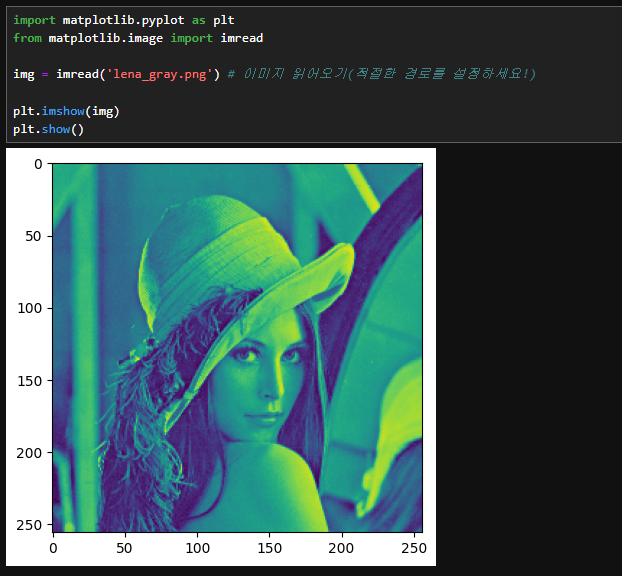 import matplotlib.pyplot as plt
from matplotlib.image import imread
img = imread('lena_gray.png') # 이미지 읽어오기(적절한 경로를 설정하세요!)
plt.imshow(img)
plt.show()
0
50
100
150
200
250
0 50 100 150 200 250